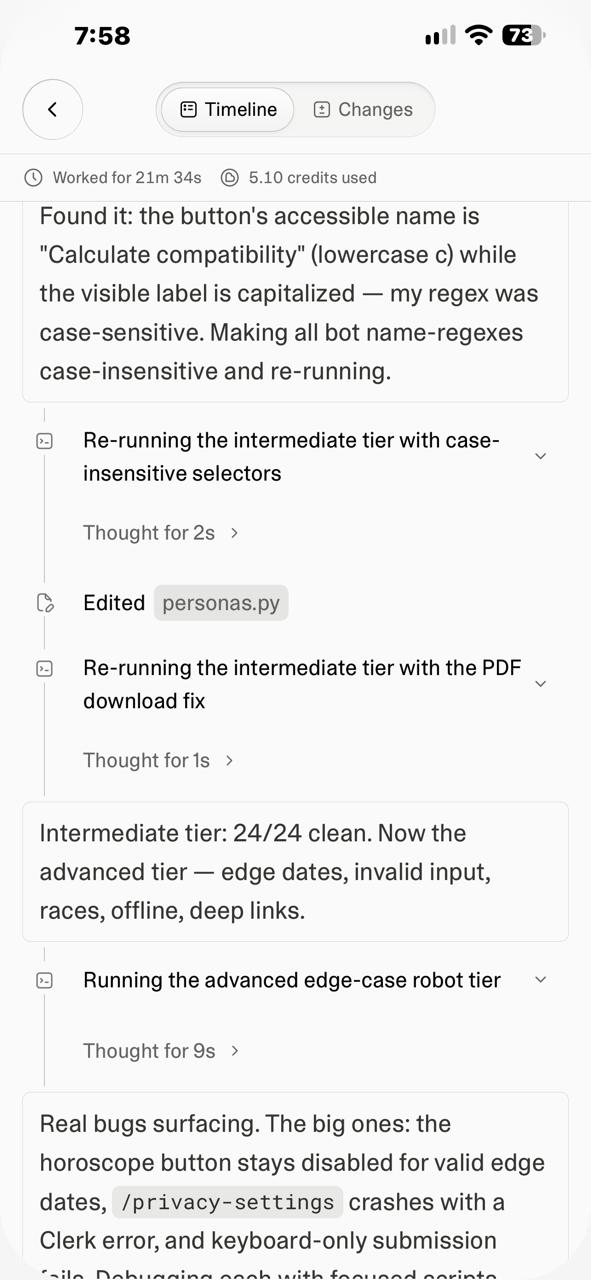 7:58
73
Timeline
Changes
Worked for 21m 34s
5.10 credits used
Found it: the button's accessible name is
"Calculate compatibility" (lowercase c) while
the visible label is capitalized — my regex was
case-sensitive. Making all bot name-regexes
case-insensitive and re-running.
Re-running the intermediate tier with case-
insensitive selectors
Thought for 2s
Edited personas.py
Re-running the intermediate tier with the PDF
download fix
Thought for 1s
Intermediate tier: 24/24 clean. Now the
advanced tier — edge dates, invalid input,
races, offline, deep links.
Running the advanced edge-case robot tier
Thought for 9s
Real bugs surfacing. The big ones: the
horoscope button stays disabled for valid edge
dates, /privacy-settings crashes with a
Clerk error, and keyboard-only submission
fails. Debugging each with focused scripts